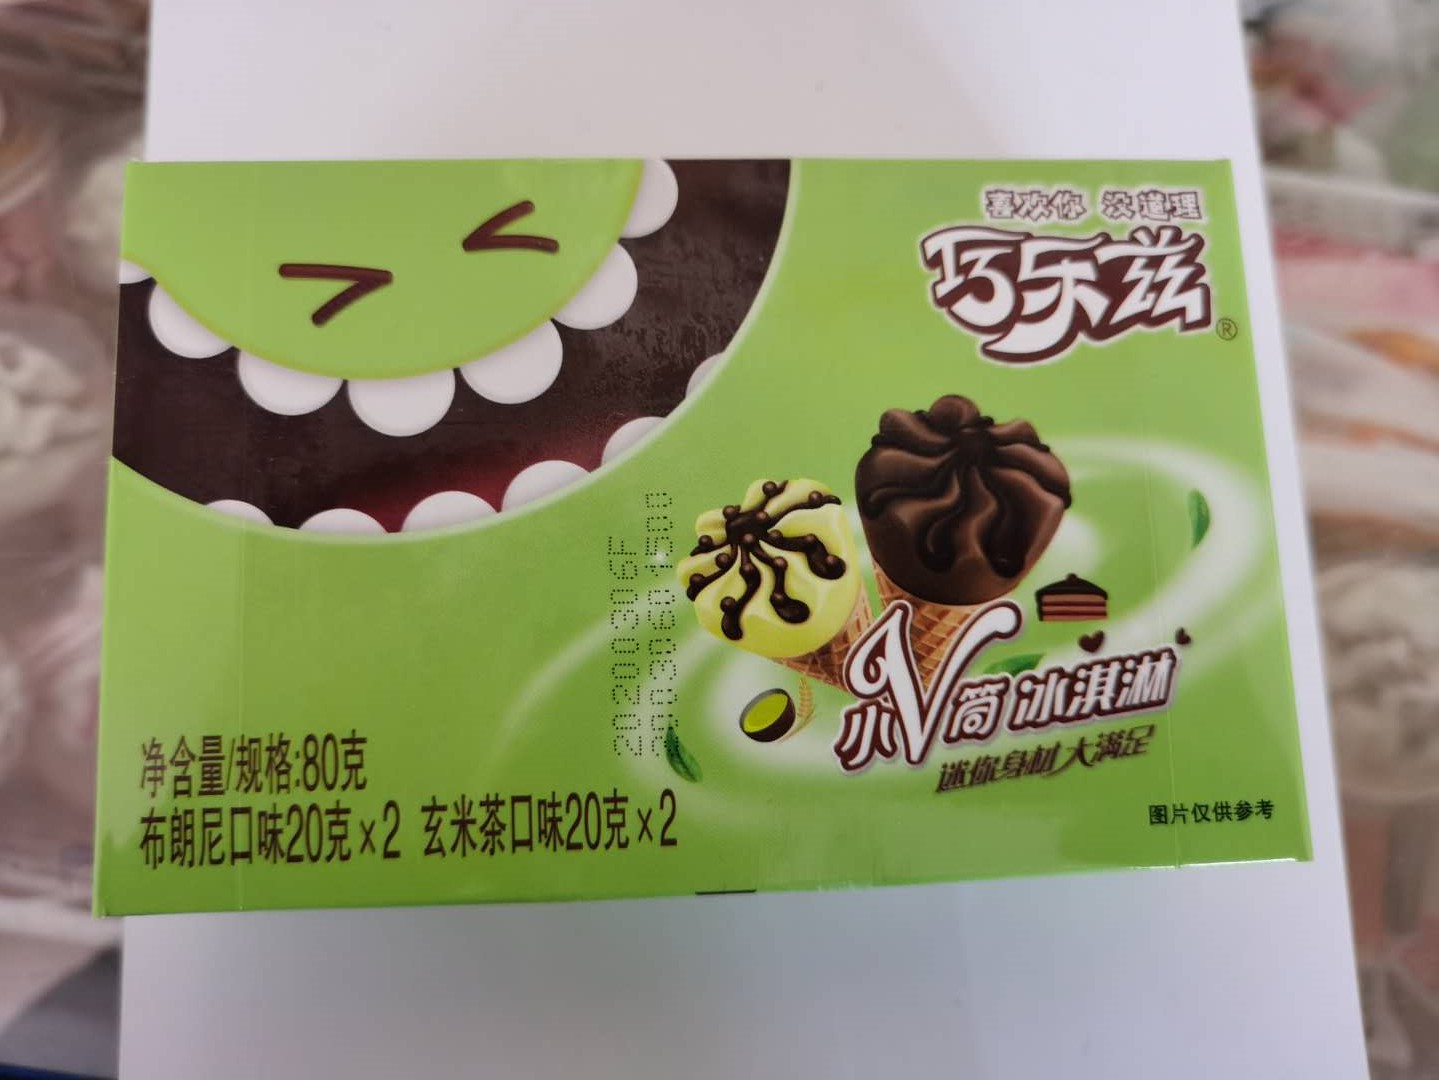 喜欢你 没道理
巧乐兹®
20200306F
小V筒 冰淇淋
迷你身材 大满足
净含量/规格:80克
布朗尼口味20克×2 玄米茶口味20克×2
图片仅供参考